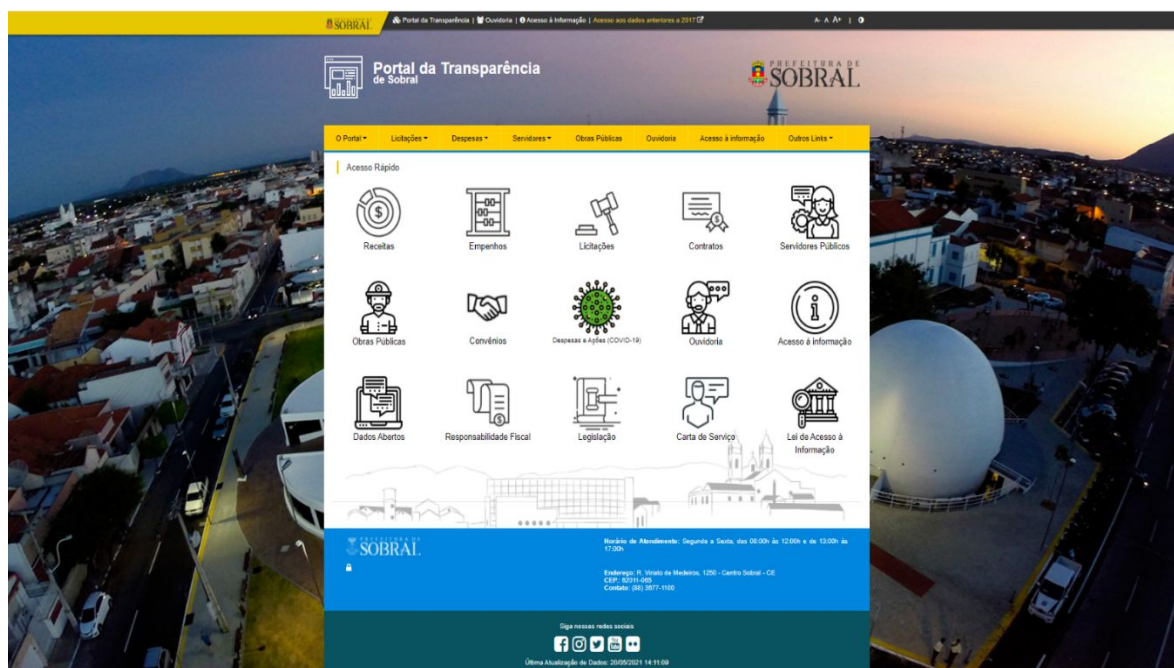 PREFEITURA DE
SOBRAL
Portal da Transparência | Ouvidoria | Acesso à Informação | Acesso aos dados anteriores a 2017
A- A A+ |
Portal da Transparência
de Sobral
PREFEITURA DE
SOBRAL
O Portal Licitações Despesas Servidores Obras Públicas Ouvidoria Acesso à informação Outros Links
Acesso Rápido
Receitas Empenhos Licitações Contratos Servidores Públicos
Obras Públicas Convênios Despesas e Ações (COVID-19) Ouvidoria Acesso à informação
Dados Abertos Responsabilidade Fiscal Legislação Carta de Serviço Lei de Acesso à
Informação
PREFEITURA DE
SOBRAL
Horário de Atendimento: Segunda a Sexta, das 08:00h às 12:00h e de 13:00h às
17:00h
Endereço: R. Viriato de Medeiros, 1250 - Centro Sobral - CE
CEP.: 62011-065
Contato: (88) 3677-1100
Siga nossas redes sociais
Última Atualização de Dados: 20/05/2021 14:11:09